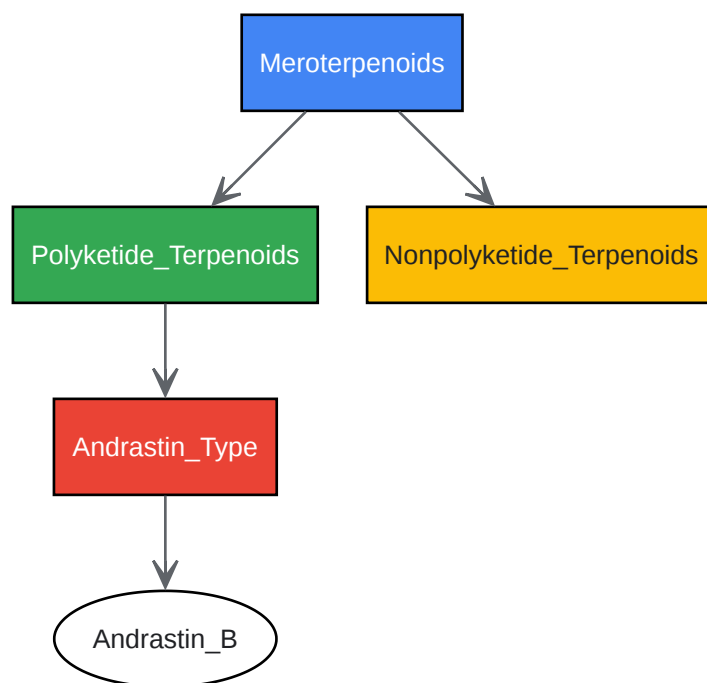 Meroterpenoids
Polyketide_Terpenoids
Nonpolyketide_Terpenoids
Andrastin_Type
Andrastin_B